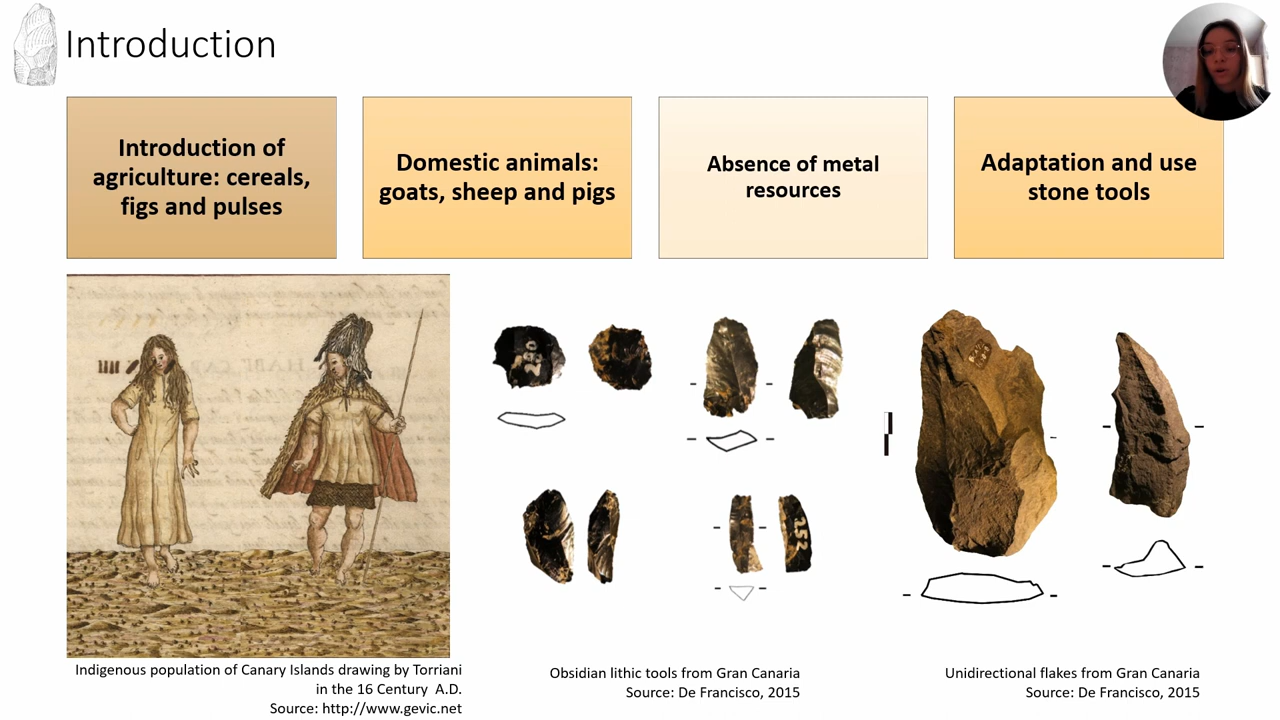 Introduction
Introduction of
agriculture: cereals,
figs and pulses
Domestic animals:
goats, sheep and pigs
Absence of metal
resources
Adaptation and use
stone tools
252
Indigenous population of Canary Islands drawing by Torriani
in the 16 Century A.D.
Source: http://www.gevic.net
Obsidian lithic tools from Gran Canaria
Source: De Francisco, 2015
Unidirectional flakes from Gran Canaria
Source: De Francisco, 2015